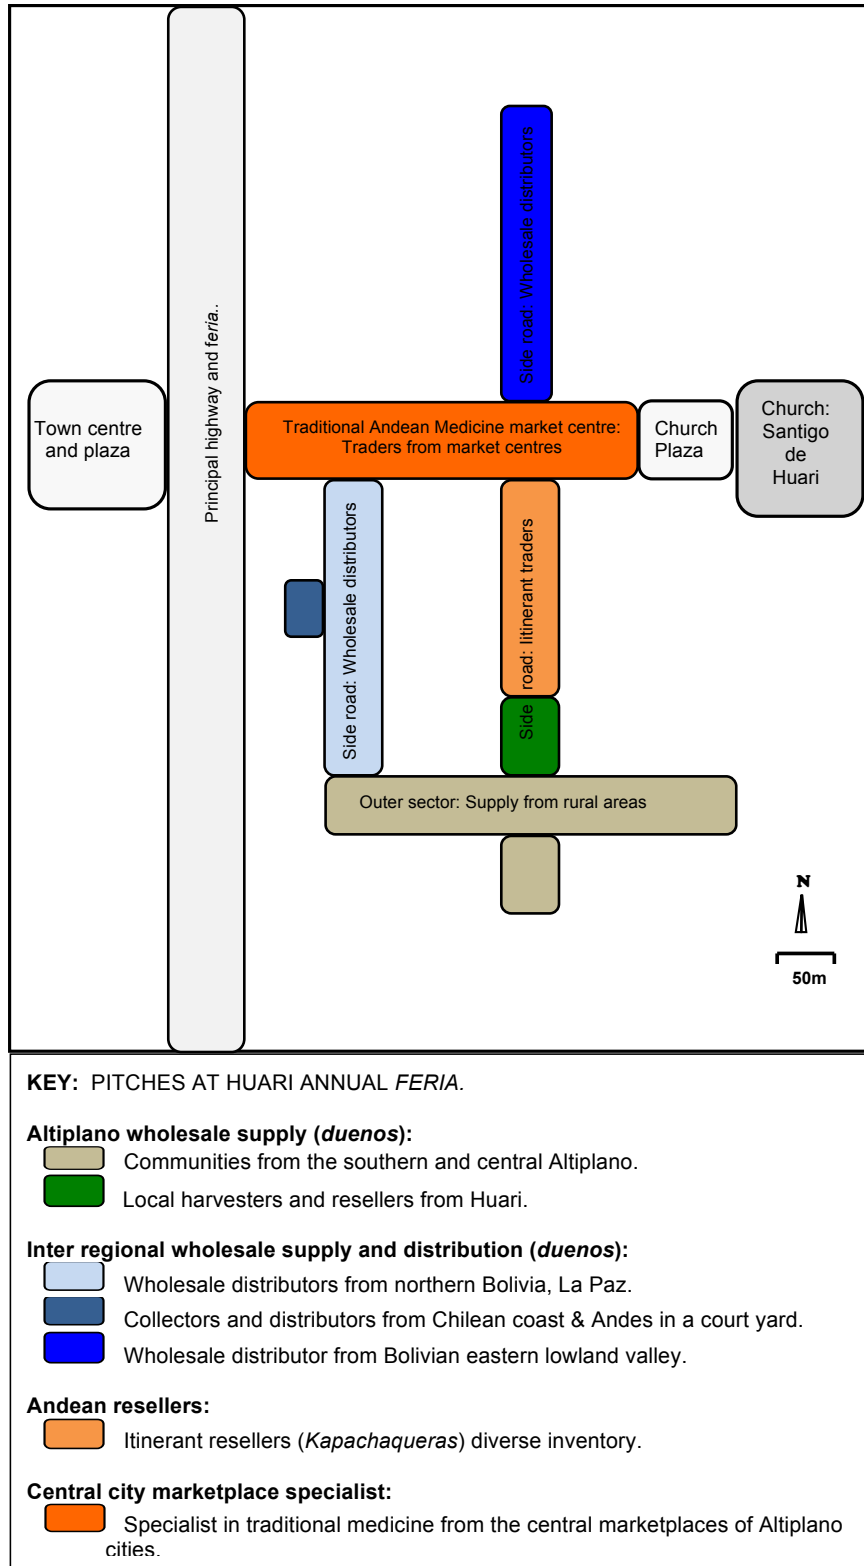 Side road: Wholesale distributors
Principal highway and feria..
Town centre
and plaza
Traditional Andean Medicine market centre:
Traders from market centres
Church
Plaza
Church:
Santigo
de
Huari
Side road: Wholesale distributors
Side road: Iitinerant traders
Outer sector: Supply from rural areas
N
50m
KEY: PITCHES AT HUARI ANNUAL FERIA.
Altiplano wholesale supply (duenos):
Communities from the southern and central Altiplano.
Local harvesters and resellers from Huari.
Inter regional wholesale supply and distribution (duenos):
Wholesale distributors from northern Bolivia, La Paz.
Collectors and distributors from Chilean coast & Andes in a court yard.
Wholesale distributor from Bolivian eastern lowland valley.
Andean resellers:
Itinerant resellers (Kapachaqueras) diverse inventory.
Central city marketplace specialist:
Specialist in traditional medicine from the central marketplaces of Altiplano
cities.